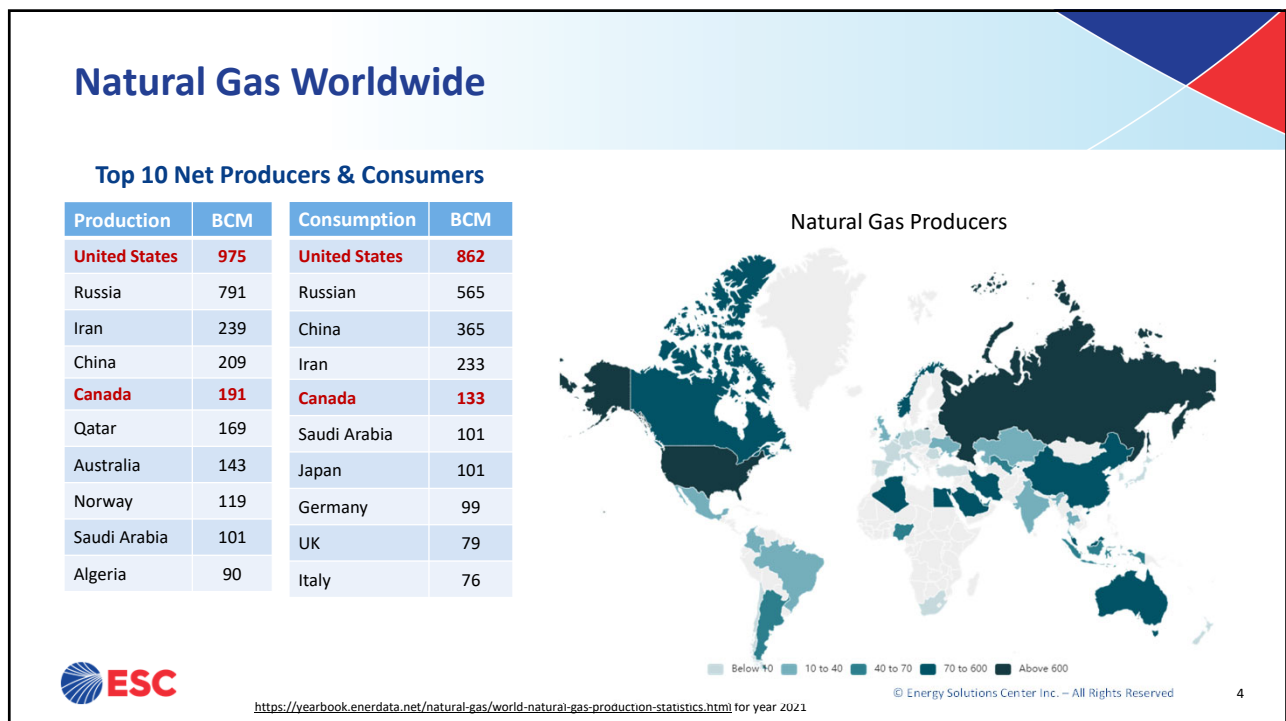 Natural Gas Worldwide
Top 10 Net Producers & Consumers
Production BCM
United States 975
Russia 791
Iran 239
China 209
Canada 191
Qatar 169
Australia 143
Norway 119
Saudi Arabia 101
Algeria 90
Consumption BCM
United States 862
Russian 565
China 365
Iran 233
Canada 133
Saudi Arabia 101
Japan 101
Germany 99
UK 79
Italy 76
Natural Gas Producers
Below 10 10 to 40 40 to 70 70 to 600 Above 600
ESC
© Energy Solutions Center Inc. – All Rights Reserved
4
https://yearbook.enerdata.net/natural-gas/world-natural-gas-production-statistics.html for year 2021